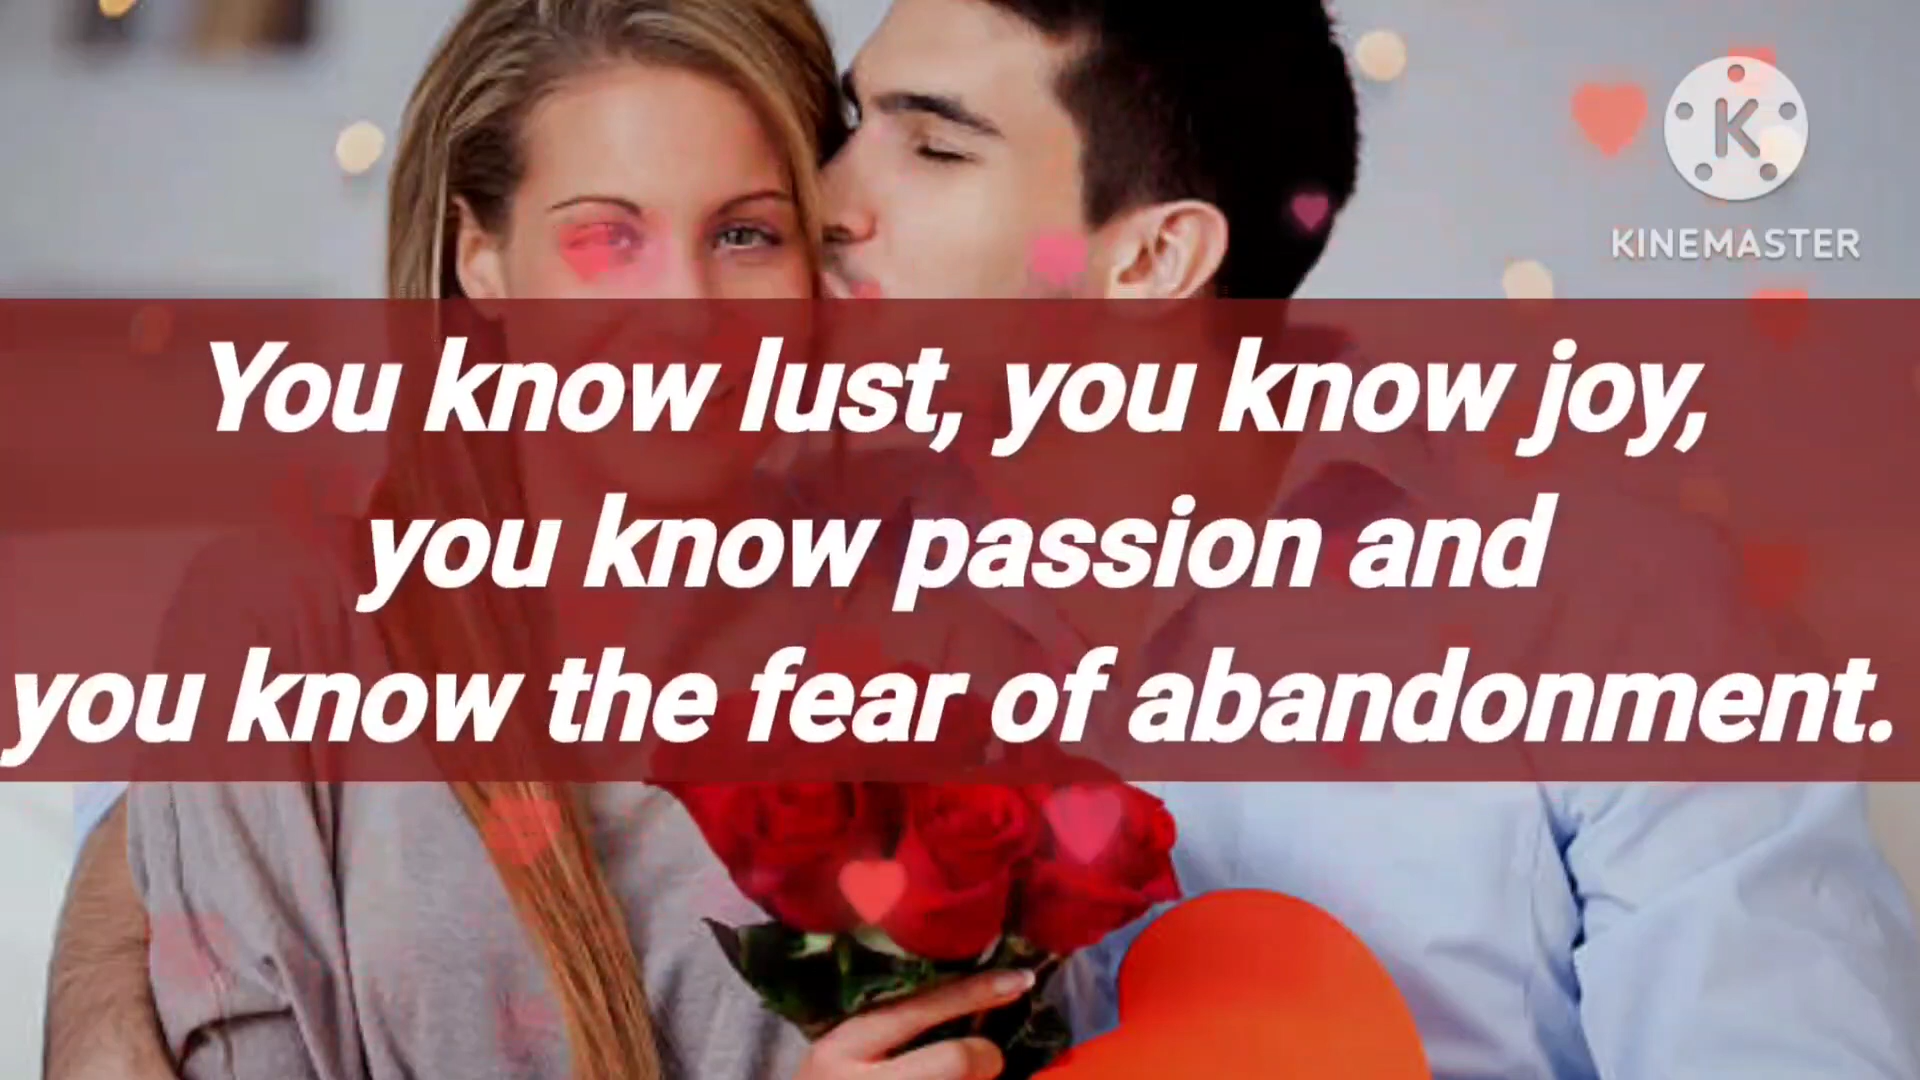 K
KINEMASTER
You know lust, you know joy,
you know passion and
you know the fear of abandonment.